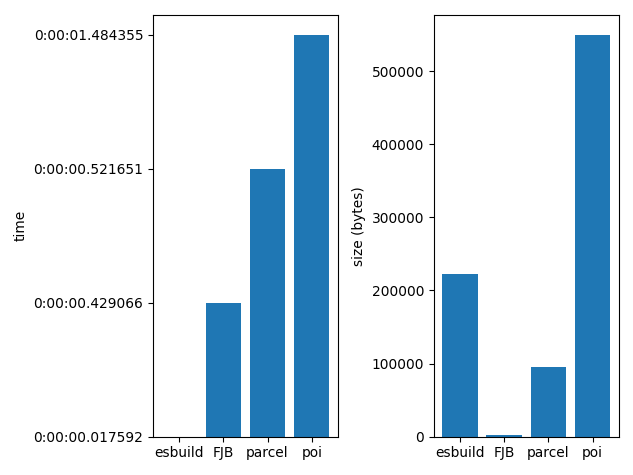 time
0:00:01.484355
0:00:00.521651
0:00:00.429066
0:00:00.017592
esbuild FJB parcel poi
size (bytes)
500000
400000
300000
200000
100000
0
esbuild FJB parcel poi